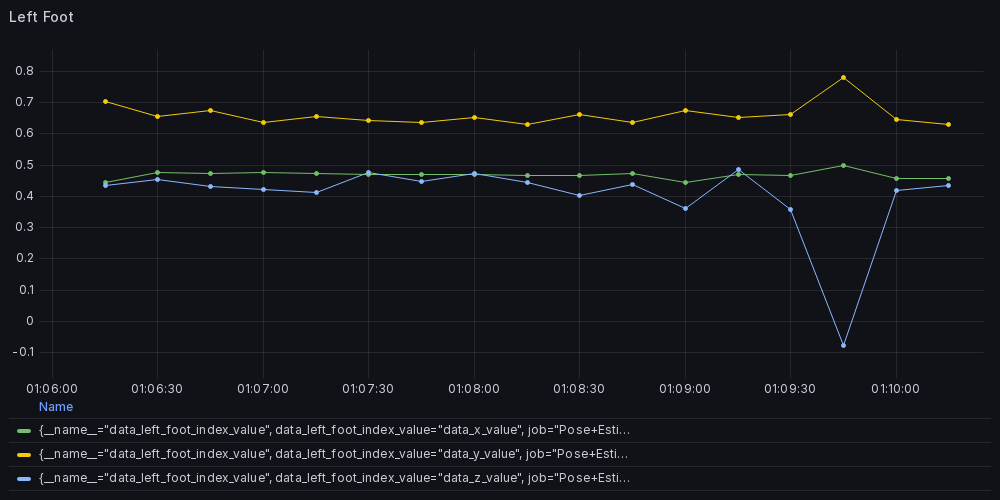 Left Foot
0.8
0.7
0.6
0.5
0.4
0.3
0.2
0.1
0
-0.1
01:06:00 01:06:30 01:07:00 01:07:30 01:08:00 01:08:30 01:09:00 01:09:30 01:10:00
Name
{__name__="data_left_foot_index_value", data_left_foot_index_value="data_x_value", job="Pose+Esti...
{__name__="data_left_foot_index_value", data_left_foot_index_value="data_y_value", job="Pose+Esti...
{__name__="data_left_foot_index_value", data_left_foot_index_value="data_z_value", job="Pose+Esti...